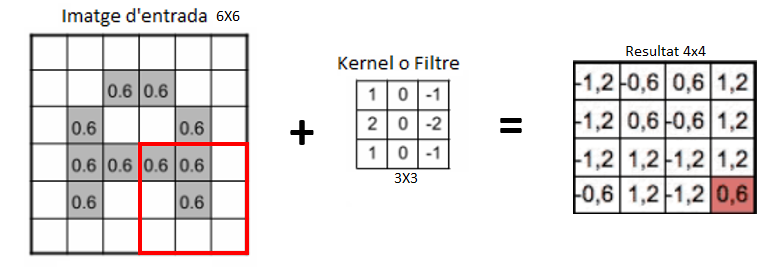 Imatge d'entrada 6X6
0.6 0.6
0.6 0.6
0.6 0.6 0.6 0.6
0.6 0.6
+
Kernel o Filtre
1 0 -1
2 0 -2
1 0 -1
3X3
=
Resultat 4x4
-1,2 -0,6 0,6 1,2
-1,2 0,6 -0,6 1,2
-1,2 1,2 -1,2 1,2
-0,6 1,2 -1,2 0,6